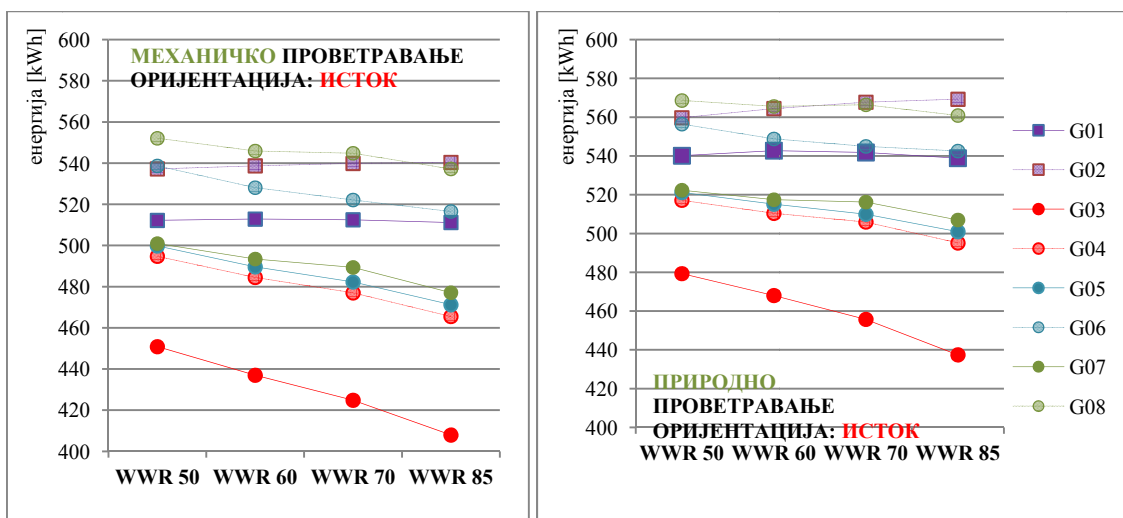 600
580
560
540
520
500
480
460
440
420
400
енергија [kWh]
МЕХАНИЧКО ПРОВЕТРАВАЊЕ
ОРИЈЕНТАЦИЈА: ИСТОК
WWR 50 WWR 60 WWR 70 WWR 85
600
580
560
540
520
500
480
460
440
420
400
енергија [kWh]
ПРИРОДНО
ПРОВЕТРАВАЊЕ
ОРИЈЕНТАЦИЈА: ИСТОК
WWR 50 WWR 60 WWR 70 WWR 85
G01
G02
G03
G04
G05
G06
G07
G08